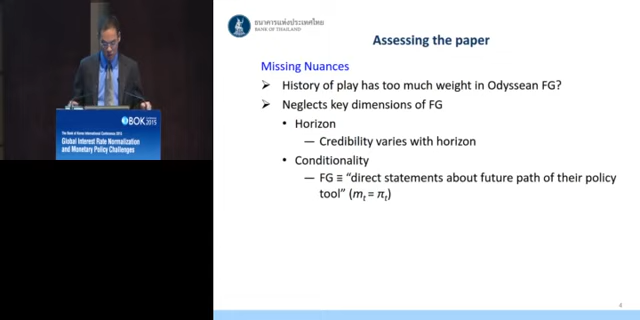 ธนาคารแห่งประเทศไทย
BANK OF THAILAND
Assessing the paper
Missing Nuances
➢ History of play has too much weight in Odyssean FG?
➢ Neglects key dimensions of FG
• Horizon
— Credibility varies with horizon
• Conditionality
— FG ≡ “direct statements about future path of their policy
tool” (mt = πt)
4
BOK
2015
The Bank of Korea International Conference 2015
Global Interest Rate Normalization
and Monetary Policy Challenges